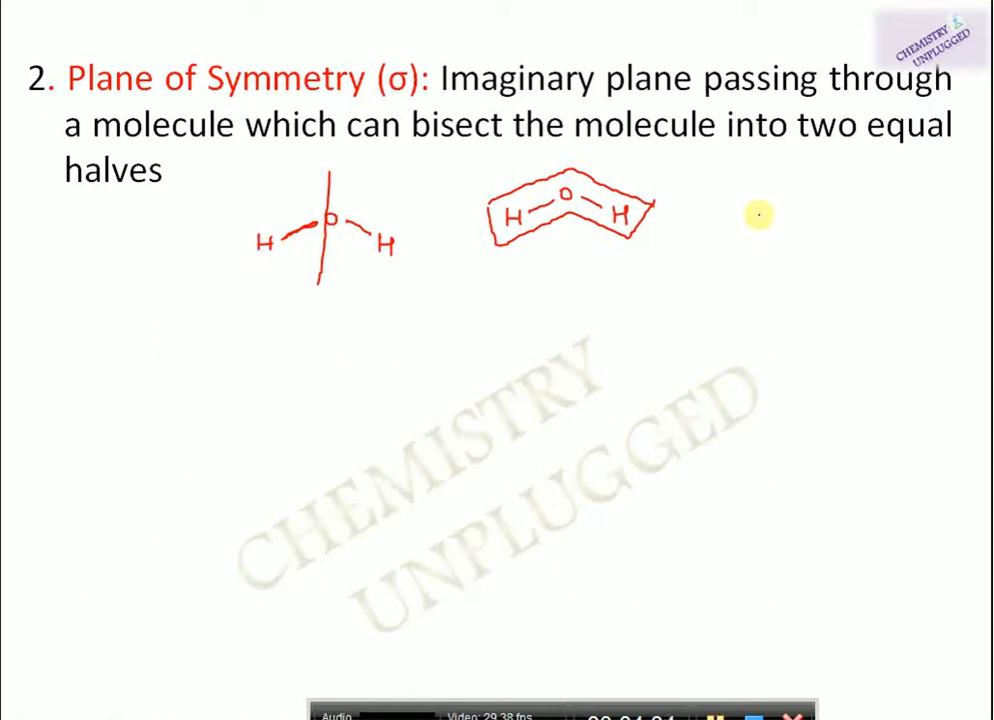 CHEMISTRY
UNPLUGGED
2. Plane of Symmetry (σ): Imaginary plane passing through
a molecule which can bisect the molecule into two equal
halves
H O H
H O H
CHEMISTRY
UNPLUGGED
Audio Video: 29.38 fps